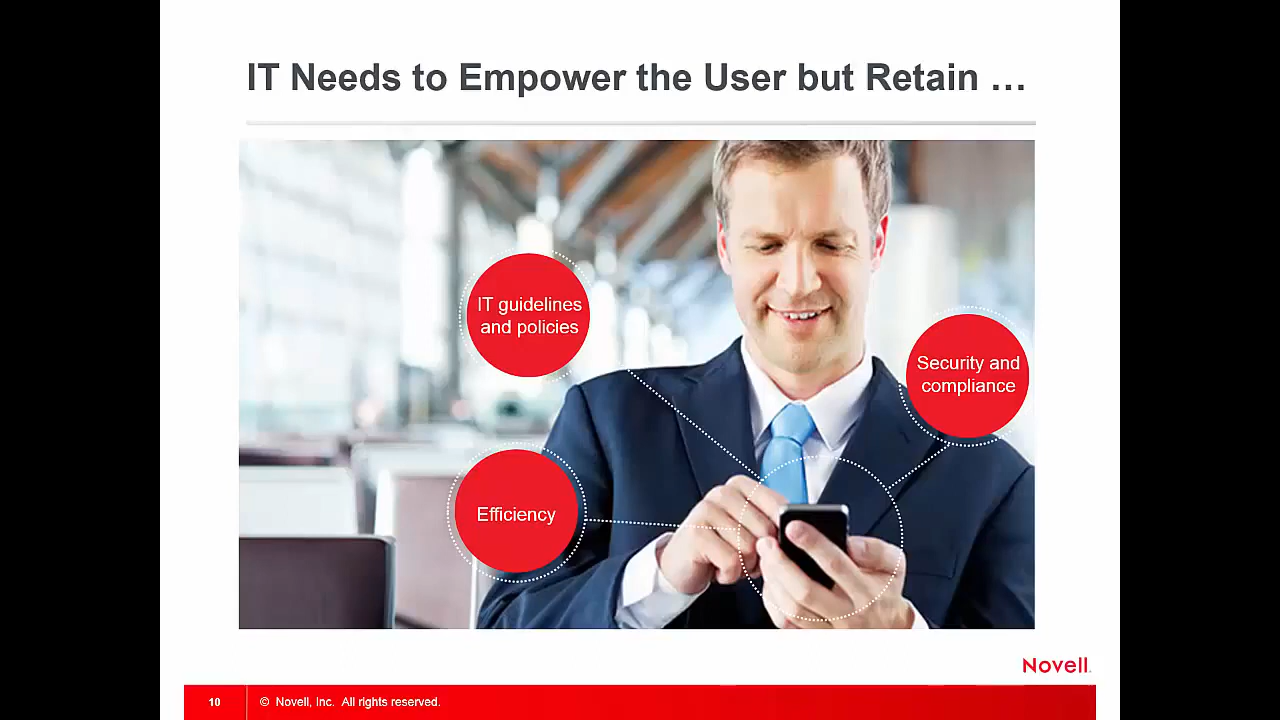 IT Needs to Empower the User but Retain …
IT guidelines
and policies
Security and
compliance
Efficiency
Novell.
10
© Novell, Inc. All rights reserved.